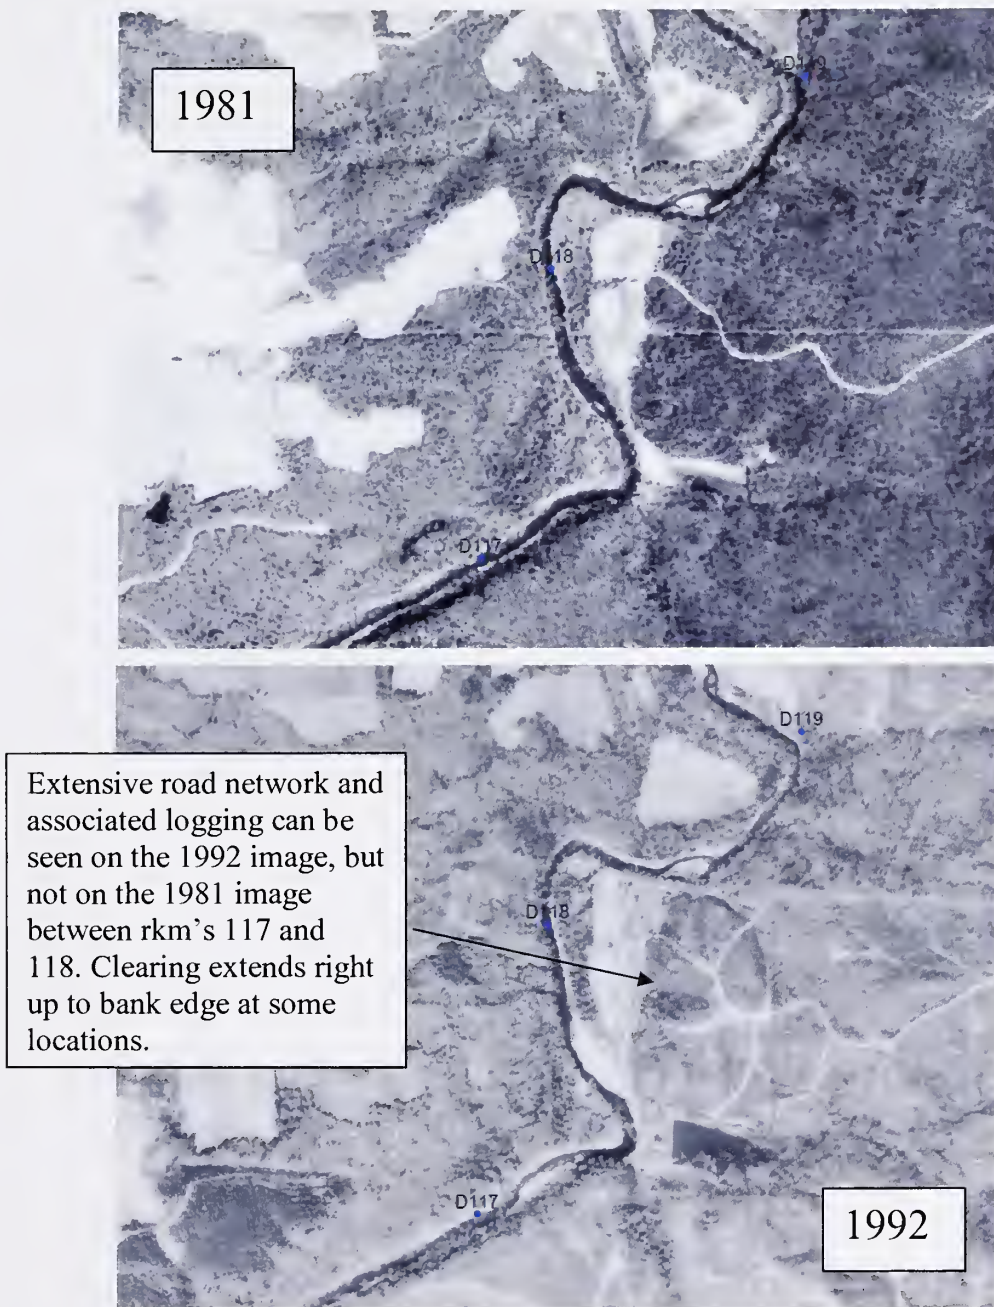 1981
D119
D118
D117
D119
Extensive road network and
associated logging can be
seen on the 1992 image, but
not on the 1981 image
between rkm's 117 and
118. Clearing extends right
up to bank edge at some
locations.
D118
D117
1992